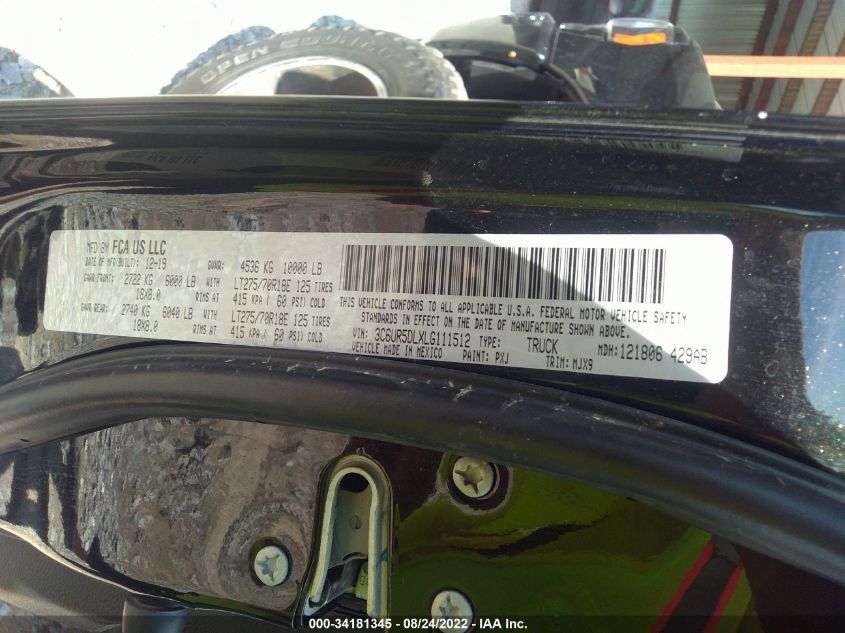 OPEN COUNTRY
MFD BY FCA US LLC
DATE OF MFR(BUILT): 12-19 GVWR: 4536 KG 10000 LB
GAWR FRONT: 2722 KG 6000 LB WITH LT275/70R18E 125 TIRES
18X8.0 RIMS AT 415 KPA ( 60 PSI) COLD
GAWR REAR: 2740 KG 6040 LB WITH LT275/70R18E 125 TIRES
18X8.0 RIMS AT 415 KPA ( 60 PSI) COLD
THIS VEHICLE CONFORMS TO ALL APPLICABLE U.S.A. FEDERAL MOTOR VEHICLE SAFETY
STANDARDS IN EFFECT ON THE DATE OF MANUFACTURE SHOWN ABOVE.
VIN: 3C6UR5DLXLG111512 TYPE: TRUCK MDH:121806 429AB
VEHICLE MADE IN MEXICO PAINT: PXJ TRIM: MJX9
000-34181345 - 08/24/2022 - IAA Inc.